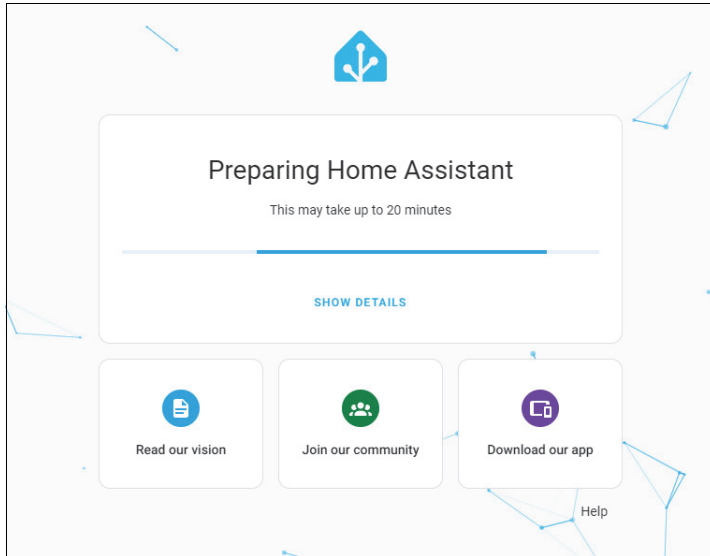 Preparing Home Assistant
This may take up to 20 minutes
SHOW DETAILS
Read our vision
Join our community
Download our app
Help